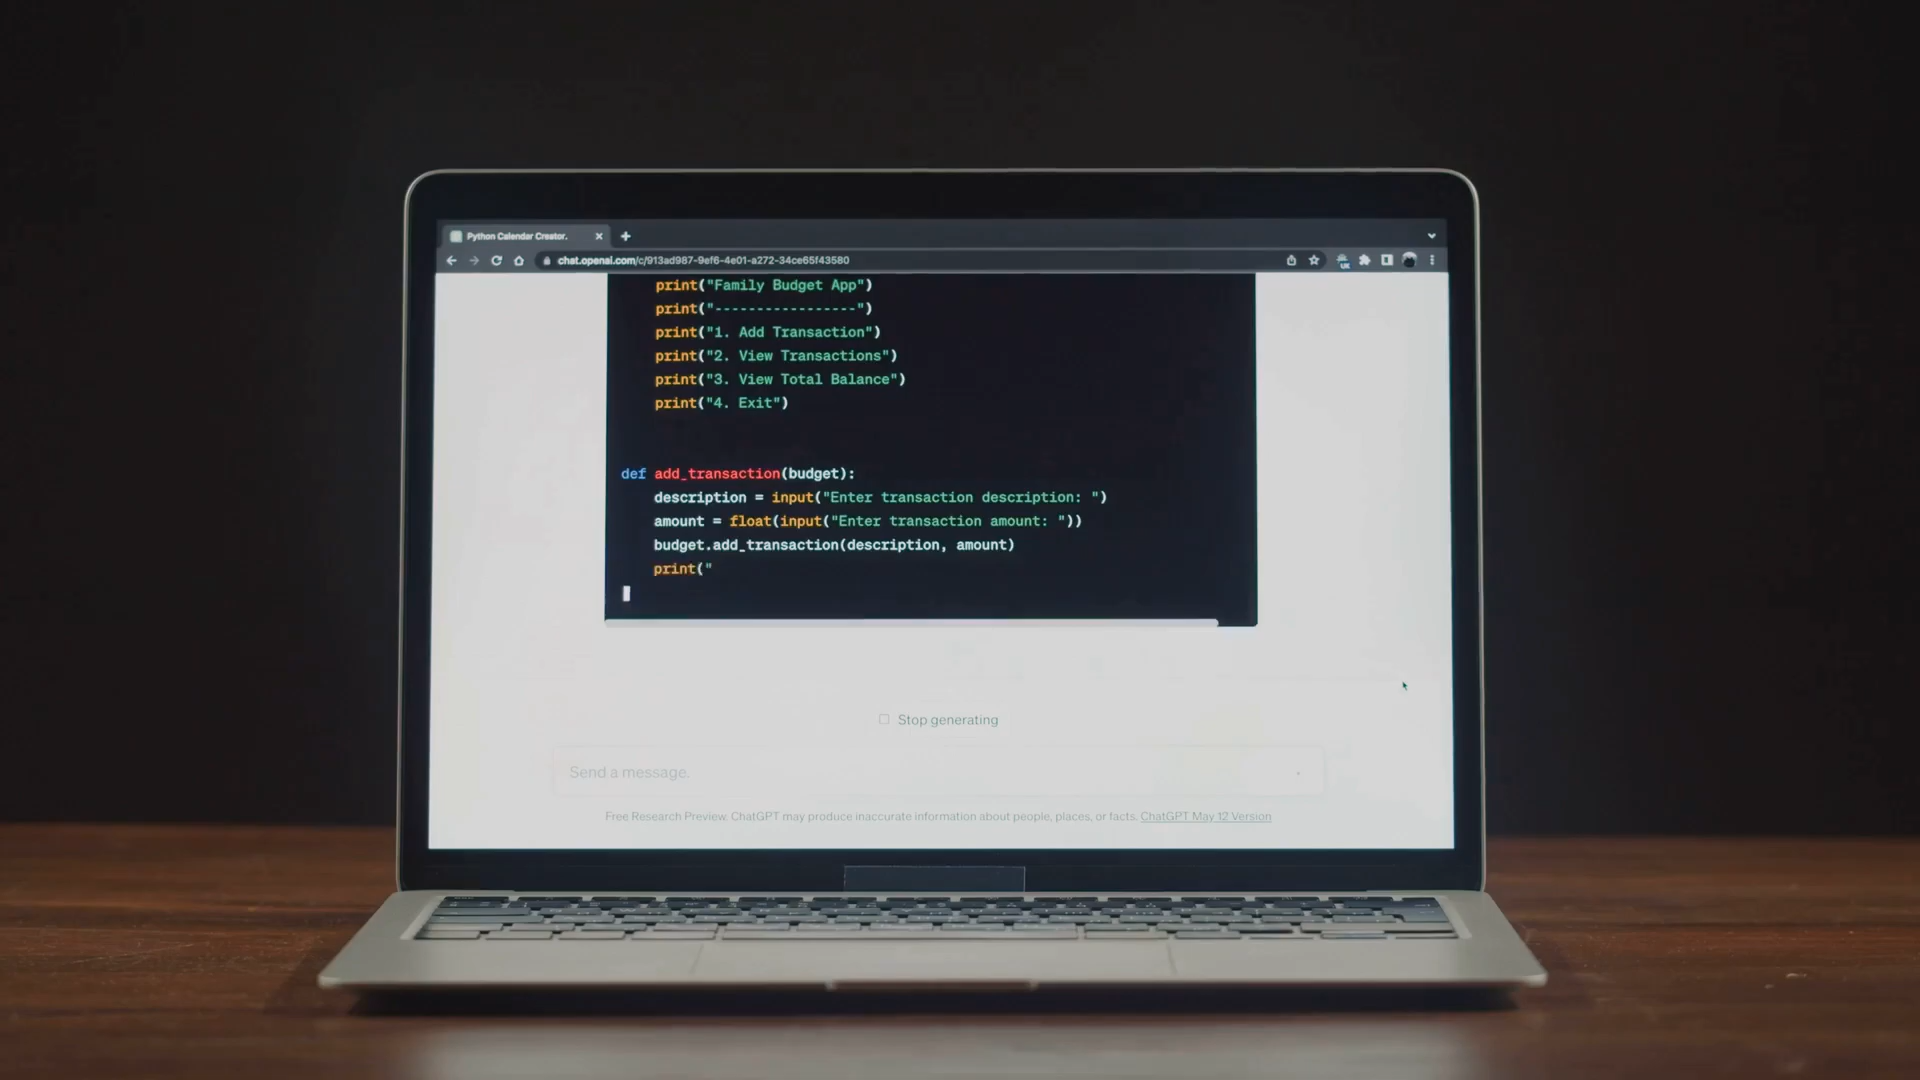 Python Calendar Creator.
chat.openai.com/c/913ad987-9ef6-4e01-a272-34ce65f43580
UK
print("Family Budget App")
print("-----------------")
print("1. Add Transaction")
print("2. View Transactions")
print("3. View Total Balance")
print("4. Exit")
def add_transaction(budget):
description = input("Enter transaction description: ")
amount = float(input("Enter transaction amount: "))
budget.add_transaction(description, amount)
print("
Stop generating
Send a message.
Free Research Preview. ChatGPT may produce inaccurate information about people, places, or facts. ChatGPT May 12 Version